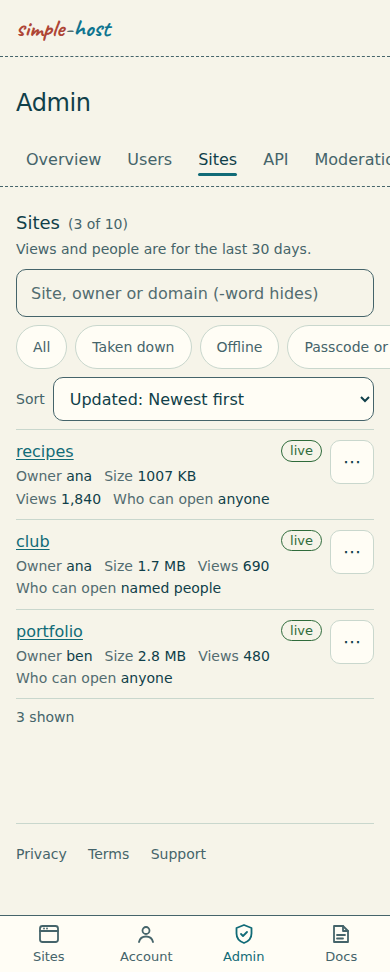 simple-host
Admin
Overview Users Sites API Moderatic
Sites (3 of 10)
Views and people are for the last 30 days.
Site, owner or domain (-word hides)
All Taken down Offline Passcode or
Sort Updated: Newest first
recipes live ⋯
Owner ana Size 1007 KB
Views 1,840 Who can open anyone
club live ⋯
Owner ana Size 1.7 MB Views 690
Who can open named people
portfolio live ⋯
Owner ben Size 2.8 MB Views 480
Who can open anyone
3 shown
Privacy Terms Support
Sites Account Admin Docs